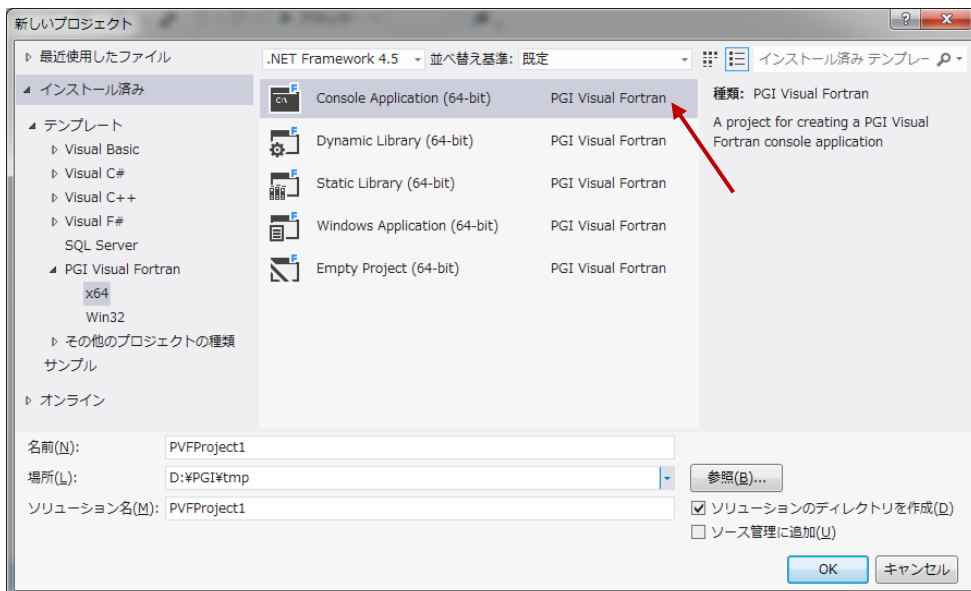 新しいプロジェクト
最近使用したファイル
インストール済み
テンプレート
Visual Basic
Visual C#
Visual C++
Visual F#
SQL Server
PGI Visual Fortran
x64
Win32
その他のプロジェクトの種類
サンプル
オンライン
.NET Framework 4.5 並べ替え基準: 既定
Console Application (64-bit) PGI Visual Fortran
Dynamic Library (64-bit) PGI Visual Fortran
Static Library (64-bit) PGI Visual Fortran
Windows Application (64-bit) PGI Visual Fortran
Empty Project (64-bit) PGI Visual Fortran
インストール済み テンプレー
種類: PGI Visual Fortran
A project for creating a PGI Visual
Fortran console application
名前(N): PVFProject1
場所(L): D:¥PGI¥tmp
参照(B)...
ソリューション名(M): PVFProject1
ソリューションのディレクトリを作成(D)
ソース管理に追加(U)
OK キャンセル